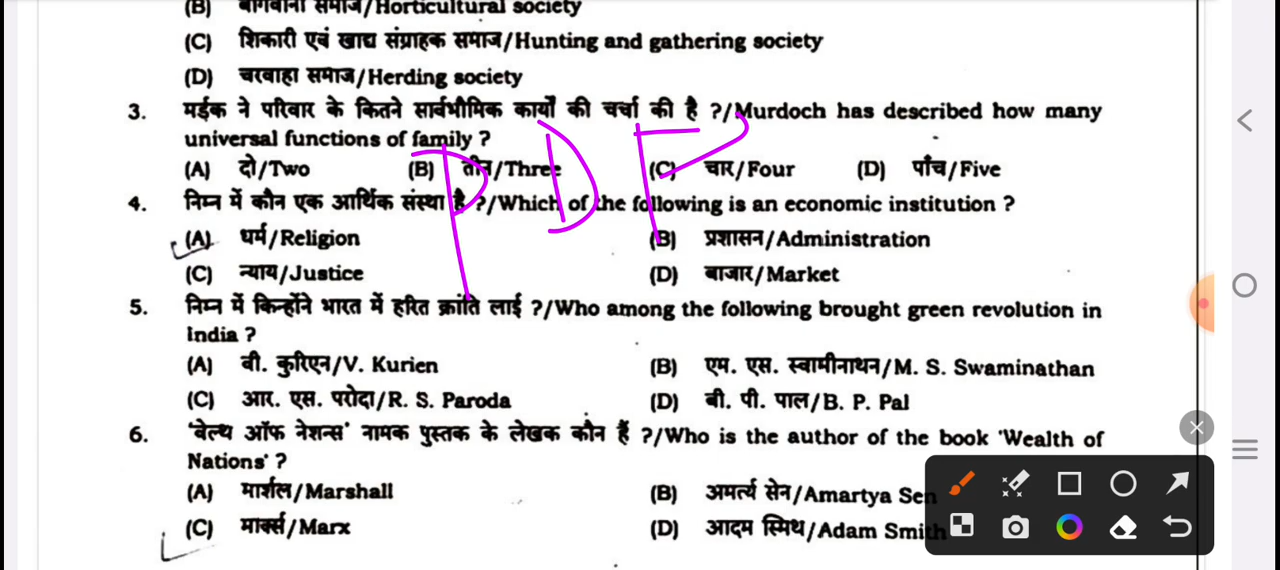 (B) बागवानी समाज/Horticultural society
(C) शिकारी एवं खाद्य संग्राहक समाज/Hunting and gathering society
(D) चरवाहा समाज/Herding society
3. मर्डक ने परिवार के कितने सार्वभौमिक कार्यों की चर्चा की है ?/Murdoch has described how many
universal functions of family ?
(A) दो/Two (B) तीन/Three (C) चार/Four (D) पाँच/Five
PDF
4. निम्न में कौन एक आर्थिक संस्था है ?/Which of the following is an economic institution ?
(A) धर्म/Religion (B) प्रशासन/Administration
(C) न्याय/Justice (D) बाजार/Market
5. निम्न में किन्होंने भारत में हरित क्रांति लाई ?/Who among the following brought green revolution in
India ?
(A) वी. कुरिएन/V. Kurien (B) एम. एस. स्वामीनाथन/M. S. Swaminathan
(C) आर. एस. परोदा/R. S. Paroda (D) बी. पी. पाल/B. P. Pal
6. 'वेल्थ ऑफ नेशन्स' नामक पुस्तक के लेखक कौन हैं ?/Who is the author of the book 'Wealth of
Nations' ?
(A) मार्शल/Marshall (B) अमर्त्य सेन/Amartya Sen
(C) मार्क्स/Marx (D) आदम स्मिथ/Adam Smith